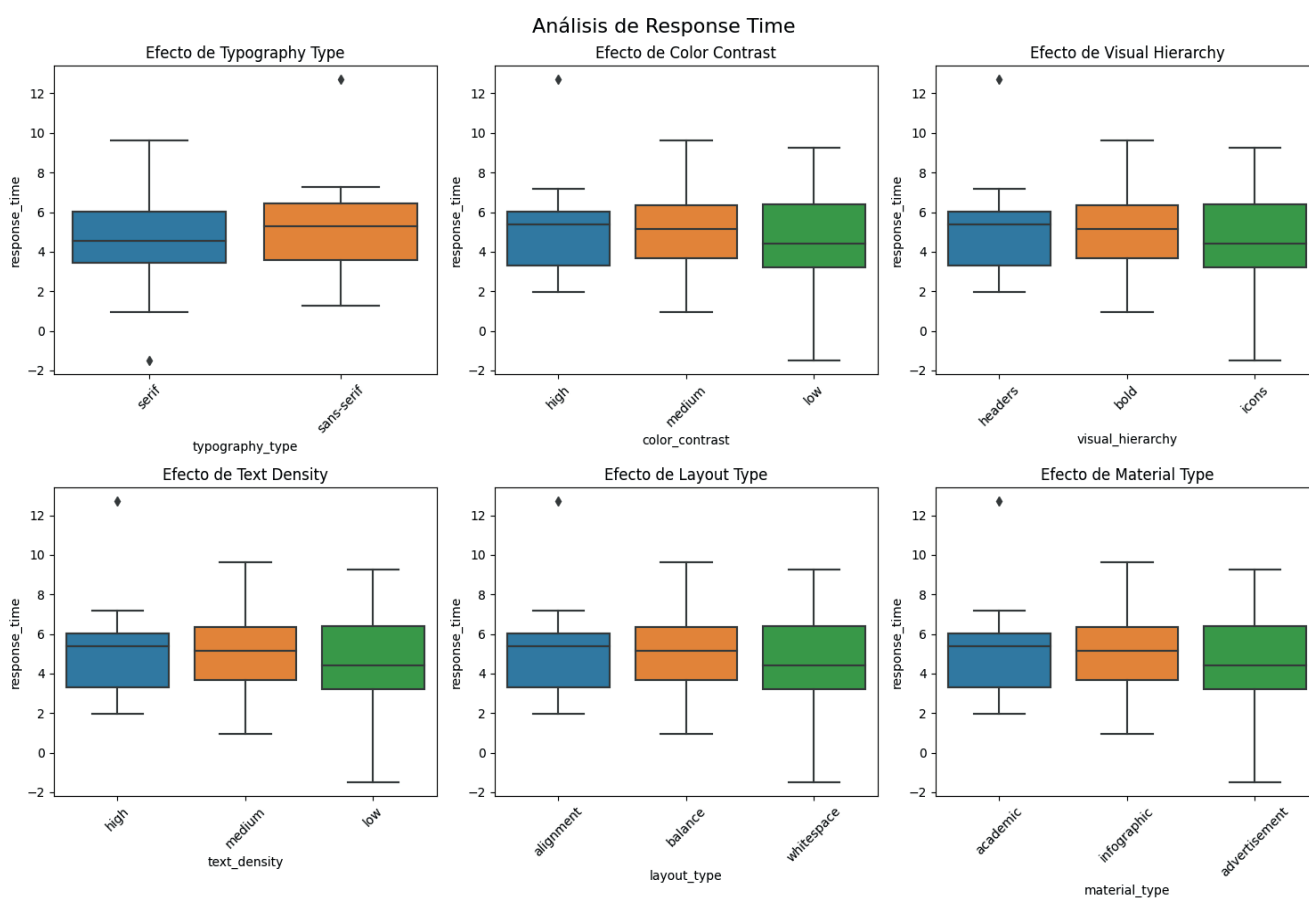 Análisis de Response Time
Efecto de Typography Type
response_time
12
10
8
6
4
2
0
−2
serif
sans-serif
typography_type
Efecto de Color Contrast
response_time
12
10
8
6
4
2
0
−2
high
medium
low
color_contrast
Efecto de Visual Hierarchy
response_time
12
10
8
6
4
2
0
−2
headers
bold
icons
visual_hierarchy
Efecto de Text Density
response_time
12
10
8
6
4
2
0
−2
high
medium
low
text_density
Efecto de Layout Type
response_time
12
10
8
6
4
2
0
−2
alignment
balance
whitespace
layout_type
Efecto de Material Type
response_time
12
10
8
6
4
2
0
−2
academic
infographic
advertisement
material_type